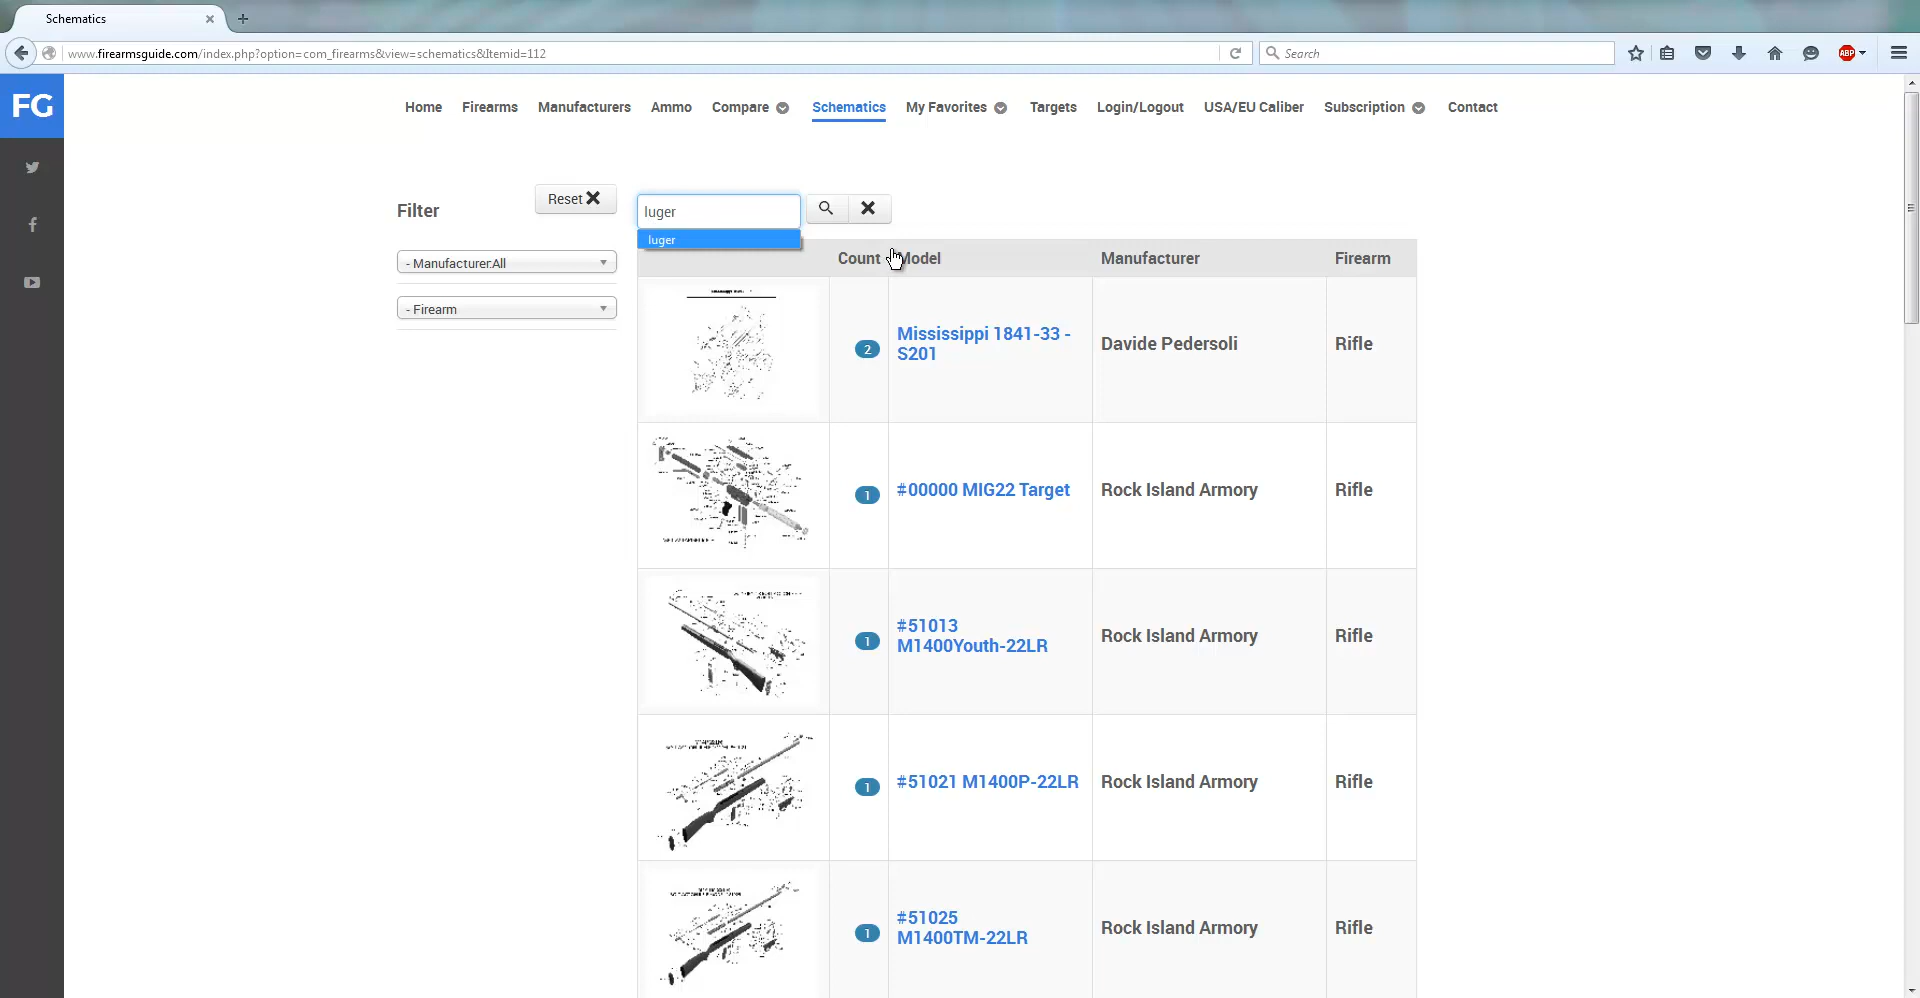 Schematics
www.firearmsguide.com/index.php?option=com_firearms&view=schematics&Itemid=112
Search
ABP
FG
Home Firearms Manufacturers Ammo Compare Schematics My Favorites Targets Login/Logout USA/EU Caliber Subscription Contact
Filter
Reset
- Manufacturer.All
- Firearm
luger
luger
Count Model Manufacturer Firearm
2 Mississippi 1841-33 - Davide Pedersoli Rifle
S201
1 #00000 MIG22 Target Rock Island Armory Rifle
1 #51013 Rock Island Armory Rifle
M1400Youth-22LR
1 #51021 M1400P-22LR Rock Island Armory Rifle
1 #51025 Rock Island Armory Rifle
M1400TM-22LR